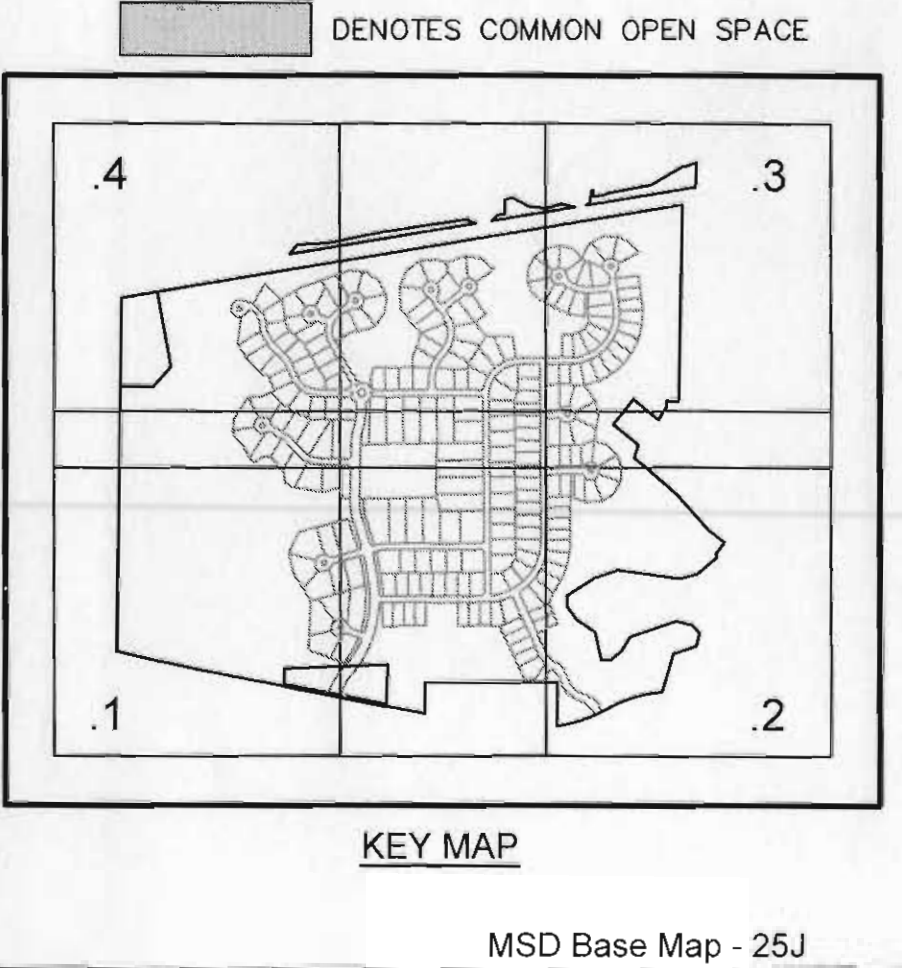 DENOTES COMMON OPEN SPACE
.4
.3
.1
.2
KEY MAP
MSD Base Map - 25J